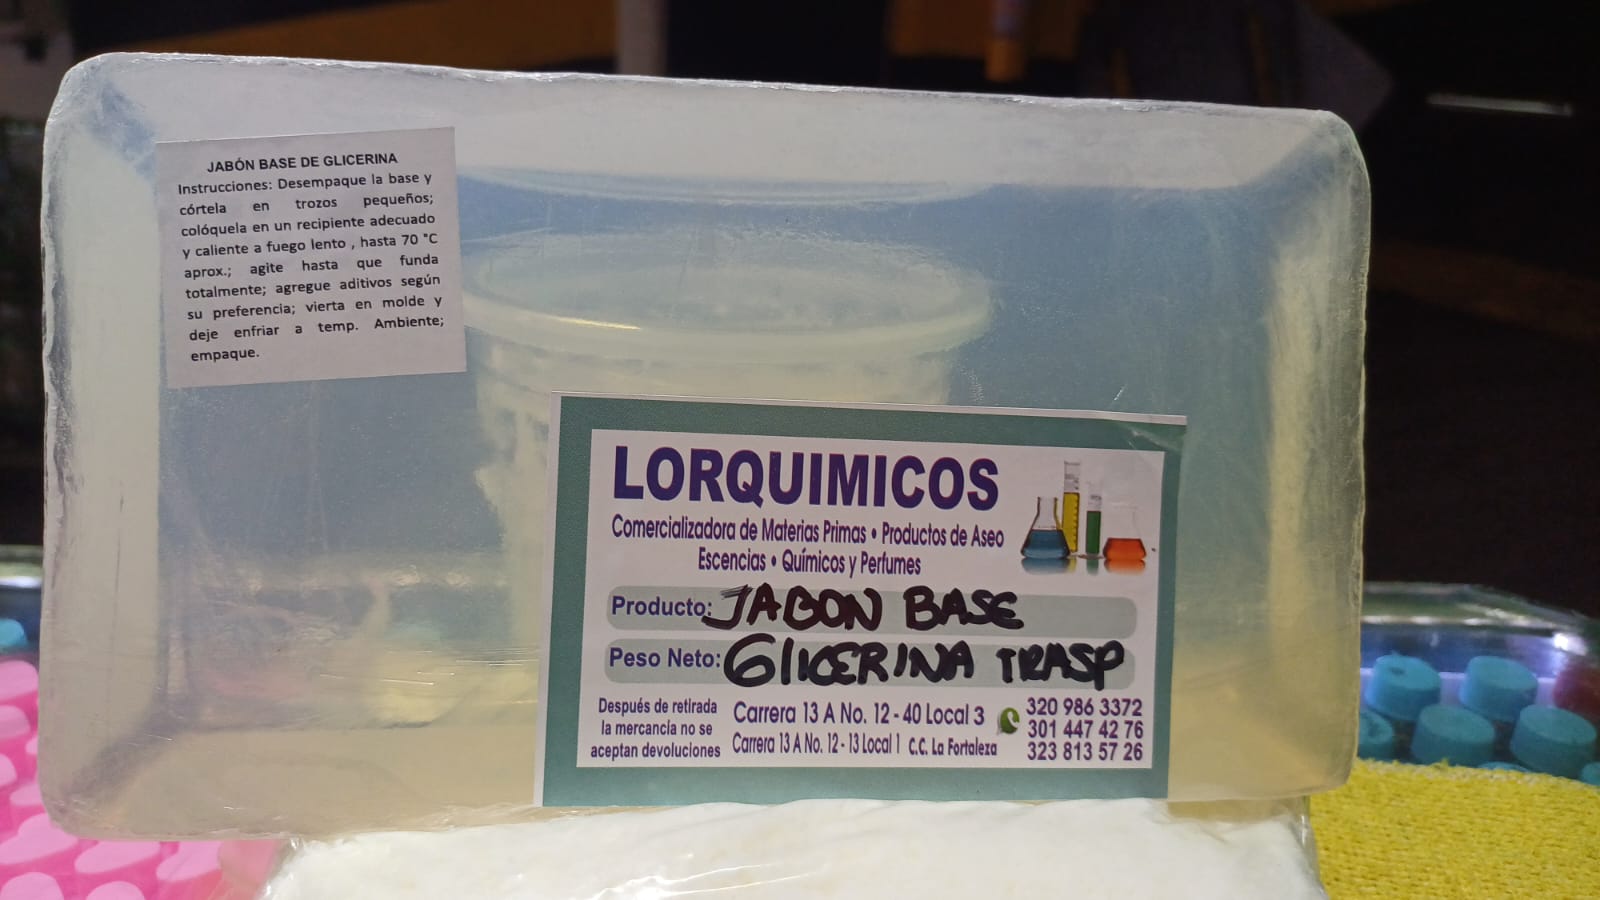 JABÓN BASE DE GLICERINA
Instrucciones: Desempaque la base y
córtela en trozos pequeños;
colóquela en un recipiente adecuado
y caliente a fuego lento , hasta 70 °C
aprox.; agite hasta que funda
totalmente; agregue aditivos según
su preferencia; vierta en molde y
deje enfriar a temp. Ambiente;
empaque.
LORQUIMICOS
Comercializadora de Materias Primas • Productos de Aseo
Escencias • Químicos y Perfumes
Producto: JABON BASE
Peso Neto: GLICERINA TRASP
Después de retirada
la mercancía no se
aceptan devoluciones
Carrera 13 A No. 12 - 40 Local 3
Carrera 13 A No. 12 - 13 Local 1 C.C. La Fortaleza
320 986 3372
301 447 42 76
323 813 57 26